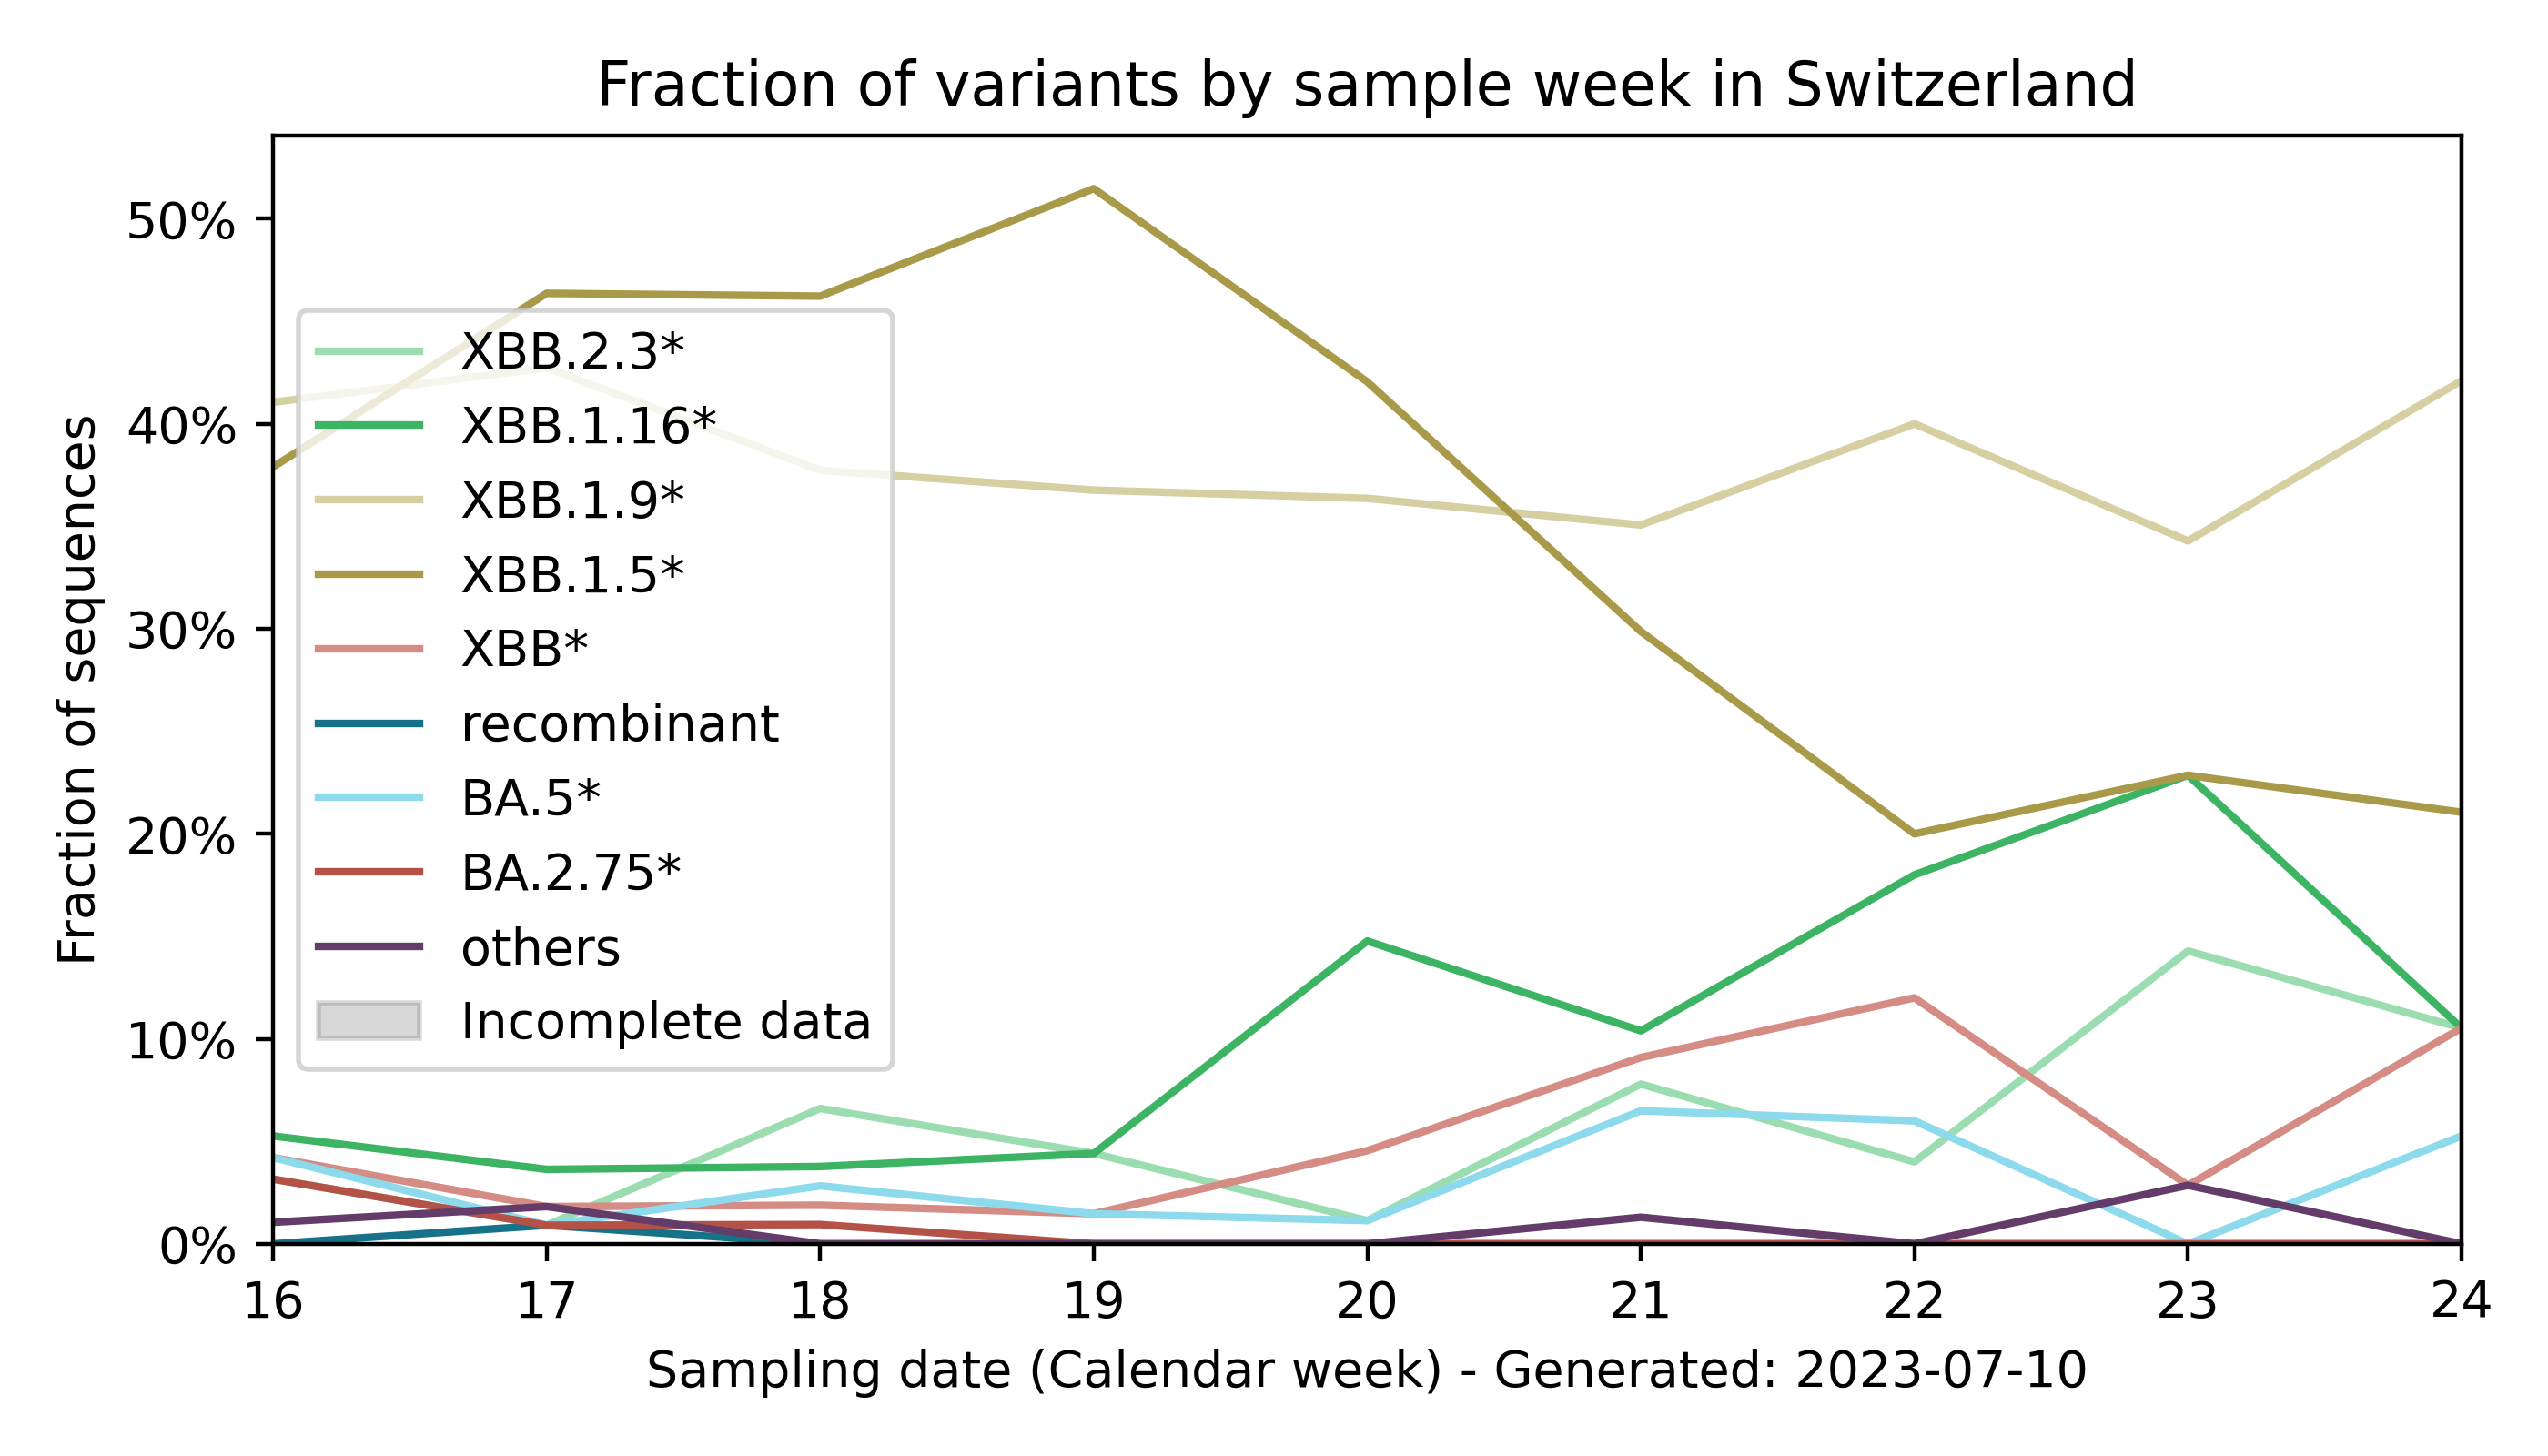 Fraction of variants by sample week in Switzerland
Fraction of sequences
50%
40%
30%
20%
10%
0%
XBB.2.3*
XBB.1.16*
XBB.1.9*
XBB.1.5*
XBB*
recombinant
BA.5*
BA.2.75*
others
Incomplete data
16 17 18 19 20 21 22 23 24
Sampling date (Calendar week) - Generated: 2023-07-10